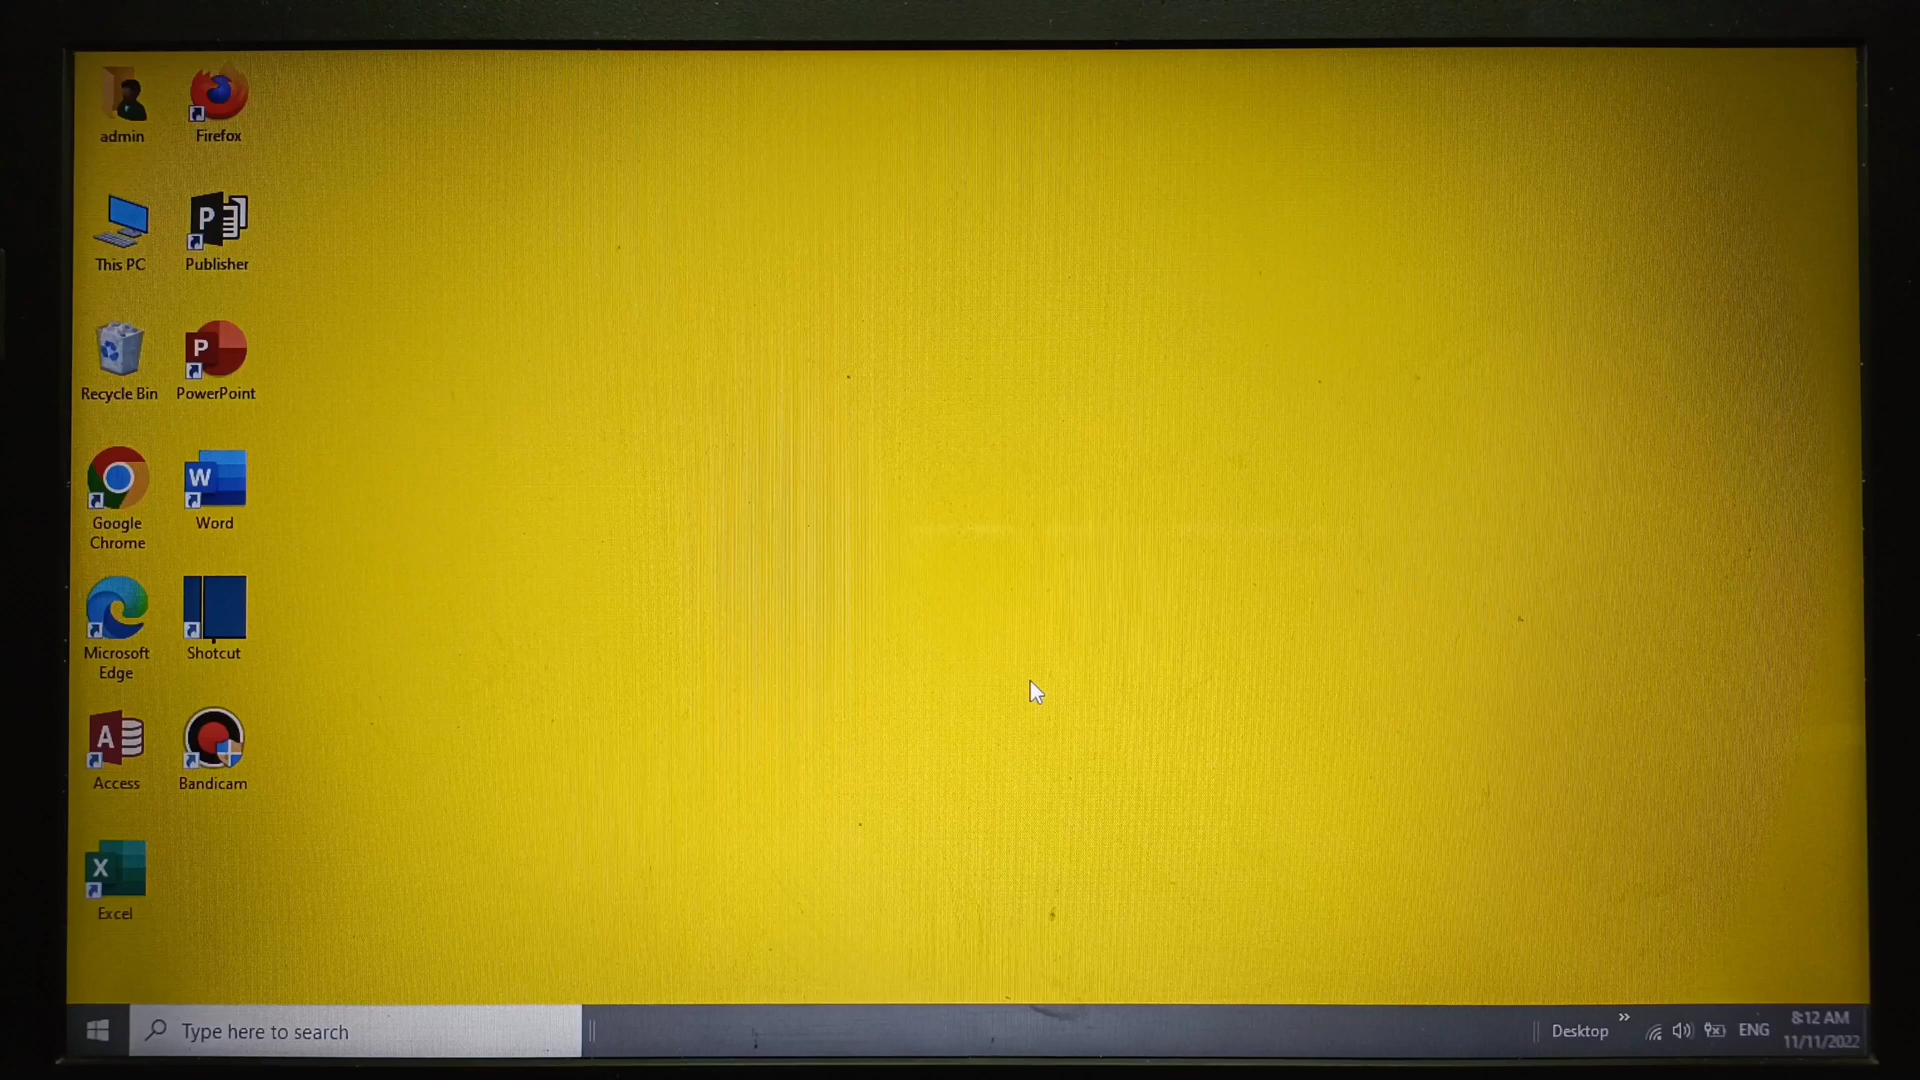 admin
Firefox
This PC
Publisher
Recycle Bin
PowerPoint
Google
Chrome
Word
Microsoft
Edge
Shotcut
Access
Bandicam
Excel
Type here to search
Desktop
ENG
8:12 AM
11/11/2022